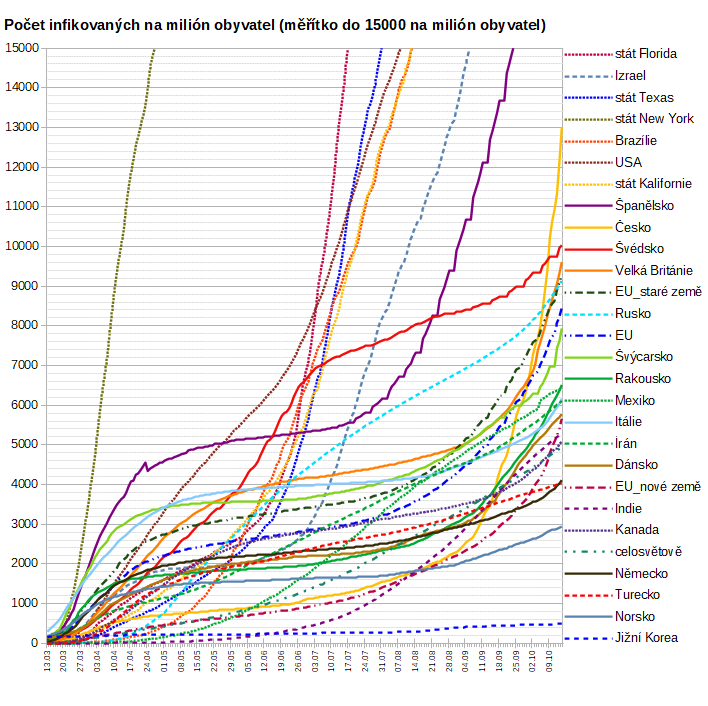 Počet infikovaných na milión obyvatel (měřítko do 15000 na milión obyvatel)
15000
14000
13000
12000
11000
10000
9000
8000
7000
6000
5000
4000
3000
2000
1000
0
13.03
20.03
27.03
03.04
10.04
17.04
24.04
01.05
08.05
15.05
22.05
29.05
05.06
12.06
19.06
26.06
03.07
10.07
17.07
24.07
31.07
07.08
14.08
21.08
28.08
04.09
11.09
18.09
25.09
02.10
09.10
stát Florida
Izrael
stát Texas
stát New York
Brazílie
USA
stát Kalifornie
Španělsko
Česko
Švédsko
Velká Británie
EU_staré země
Rusko
EU
Švýcarsko
Rakousko
Mexiko
Itálie
Írán
Dánsko
EU_nové země
Indie
Kanada
celosvětově
Německo
Turecko
Norsko
Jižní Korea